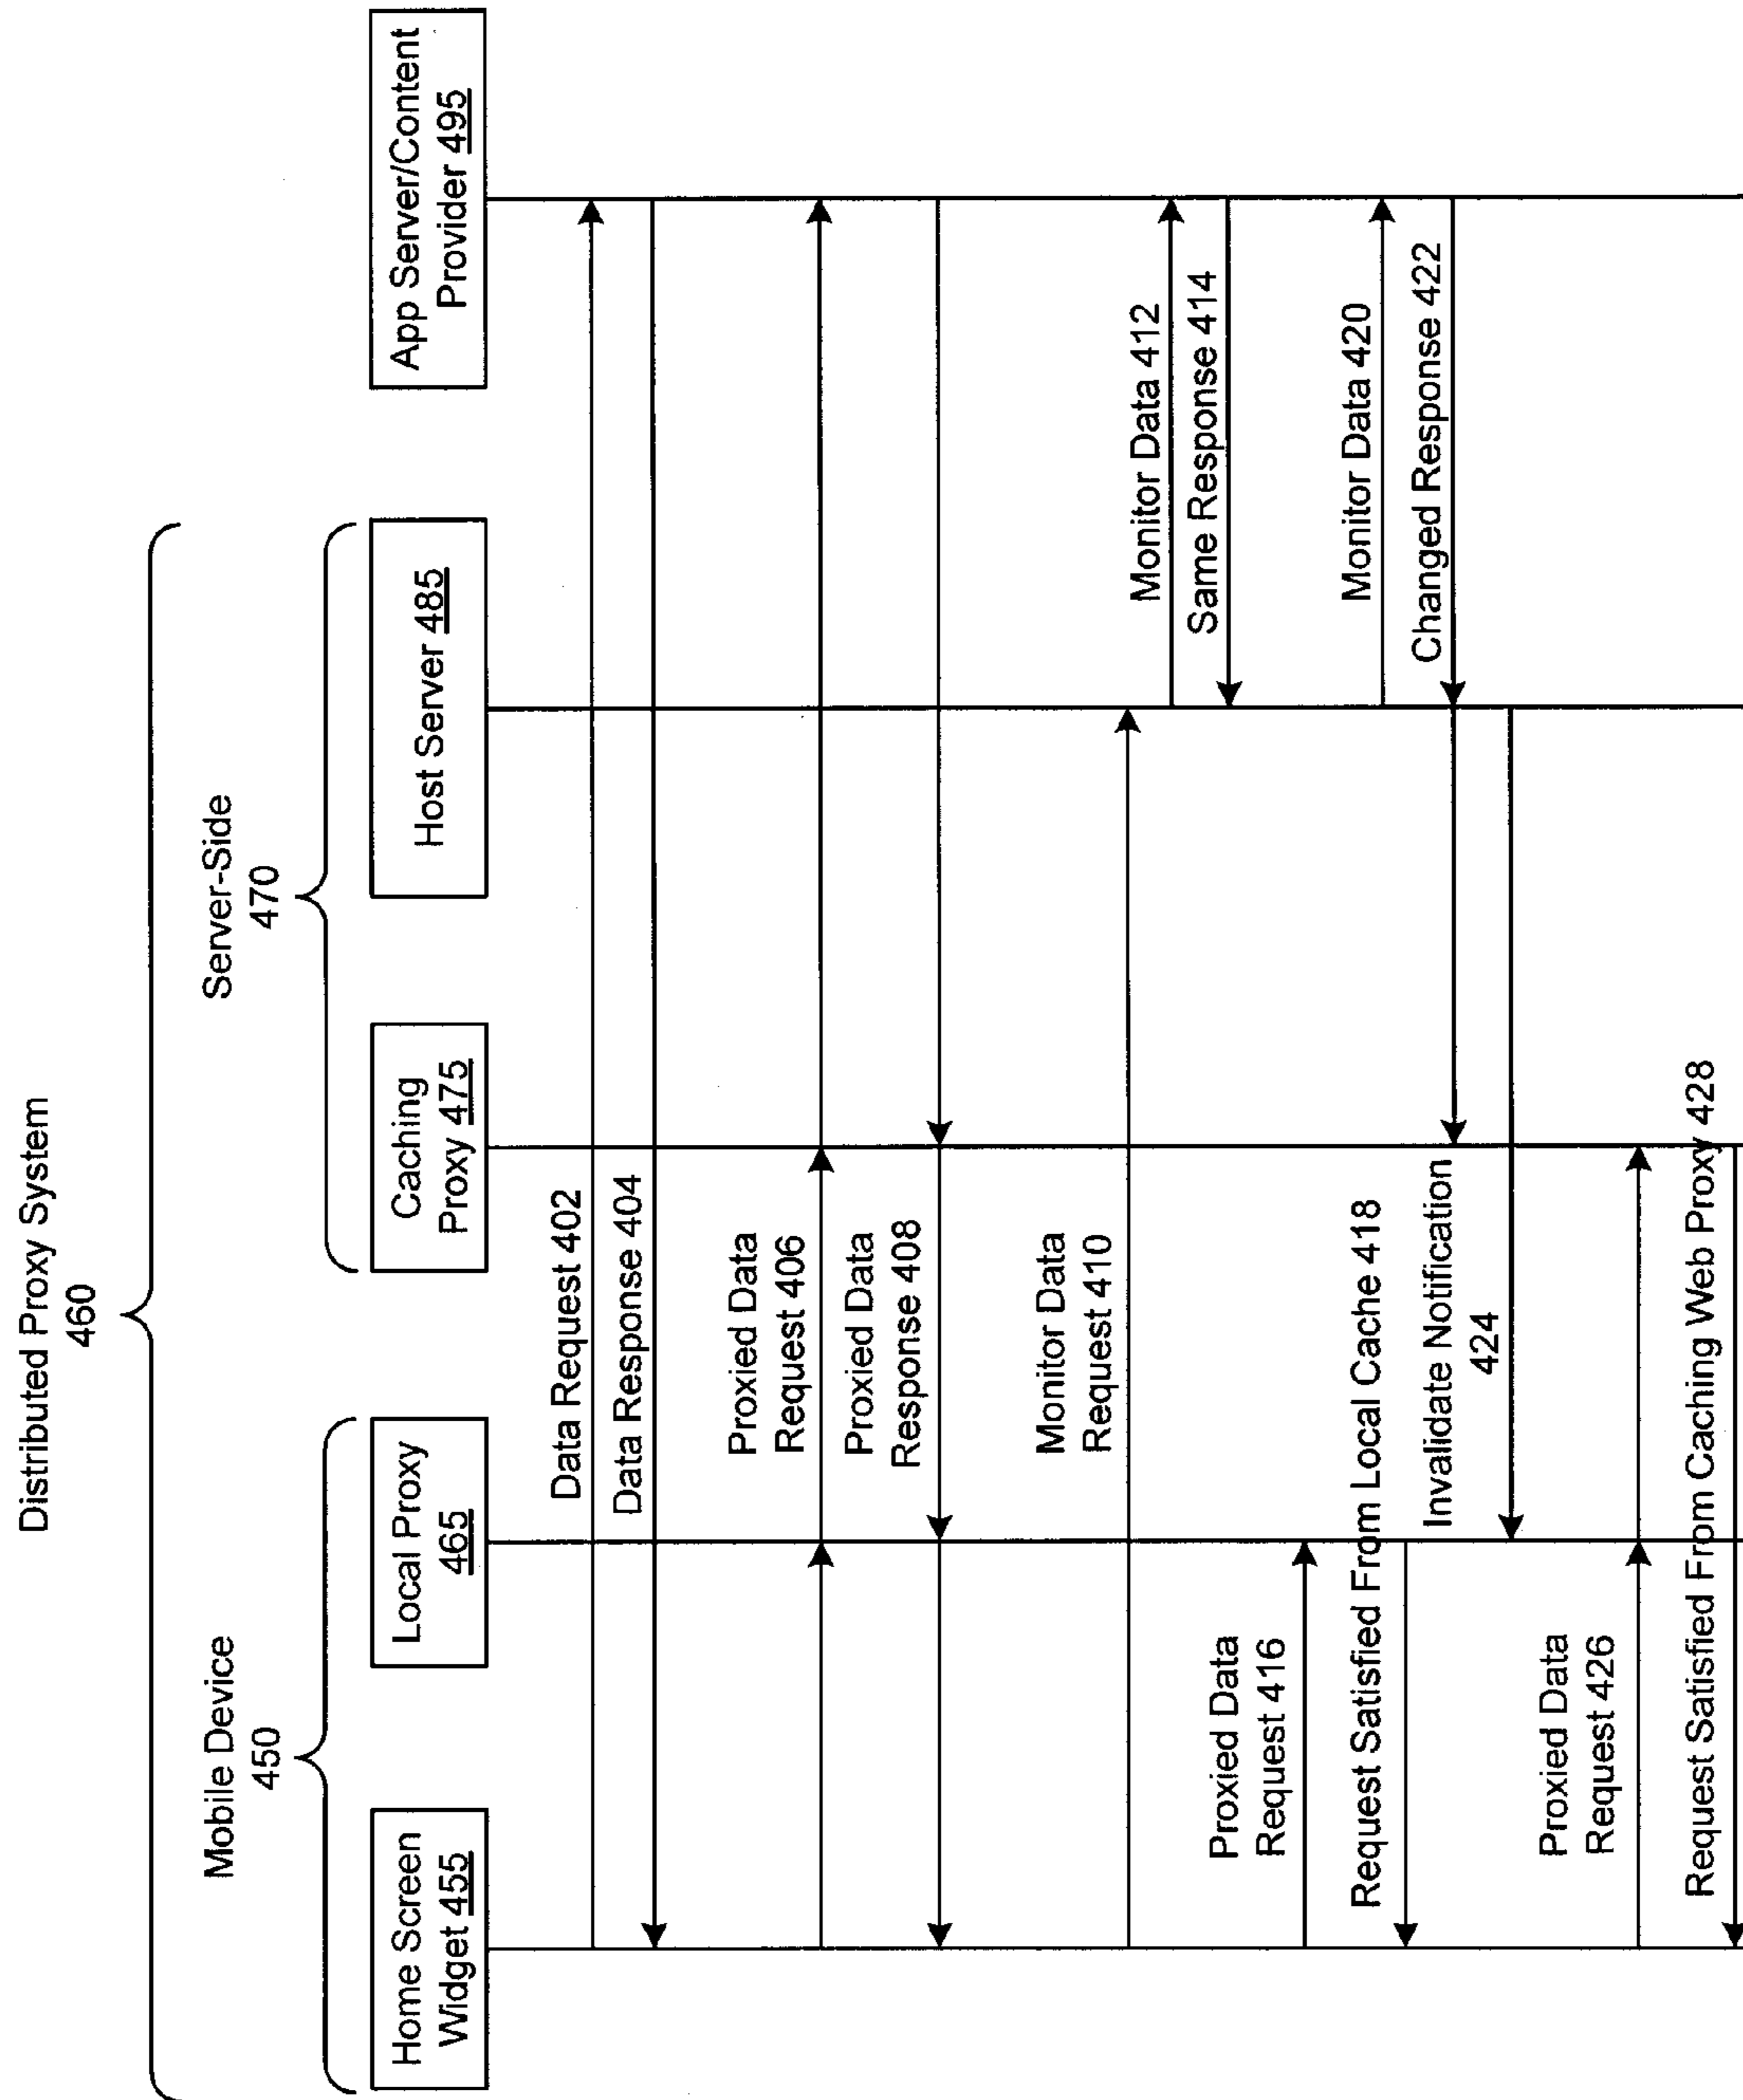 Distributed Proxy System
460
Mobile Device
450
Server-Side
470
Home Screen
Widget 455
Local Proxy
465
Caching
Proxy 475
Host Server 485
App Server/Content
Provider 495
Data Request 402
Data Response 404
Proxied Data
Request 406
Proxied Data
Response 408
Monitor Data
Request 410
Monitor Data 412
Same Response 414
Proxied Data
Request 416
Request Satisfied From Local Cache 418
Monitor Data 420
Changed Response 422
Invalidate Notification
424
Proxied Data
Request 426
Request Satisfied From Caching Web Proxy 428